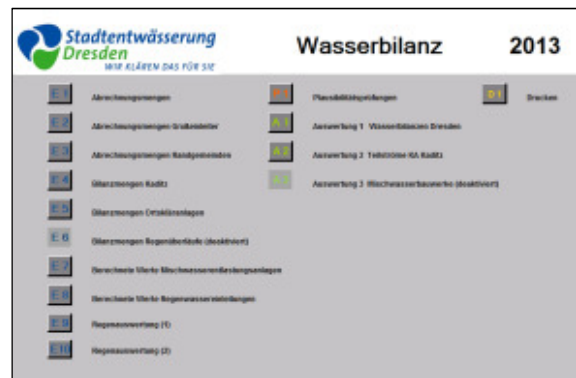 Stadtentwässerung
Dresden
WIR KLÄREN DAS FÜR SIE
Wasserbilanz 2013
E 1 Abrechnungsmengen
E 2 Abrechnungsmengen Großeinleiter
E 3 Abrechnungsmengen Randgemeinden
E 4 Bilanzmengen Kaditz
E 5 Bilanzmengen Ortskläranlagen
E 6 Bilanzmengen Regenüberläufe (deaktiviert)
E 7 Berechnete Werte Mischwasserentlastungsanlagen
E 8 Berechnete Werte Regenwassereinleitungen
E 9 Regenauswertung (1)
E10 Regenauswertung (2)
P 1 Plausibilitätsprüfungen
A 1 Auswertung 1 Wasserbilanzen Dresden
A 2 Auswertung 2 Teilströme KA Kaditz
A 3 Auswertung 3 Mischwasserbauwerke (deaktiviert)
D 1 Drucken